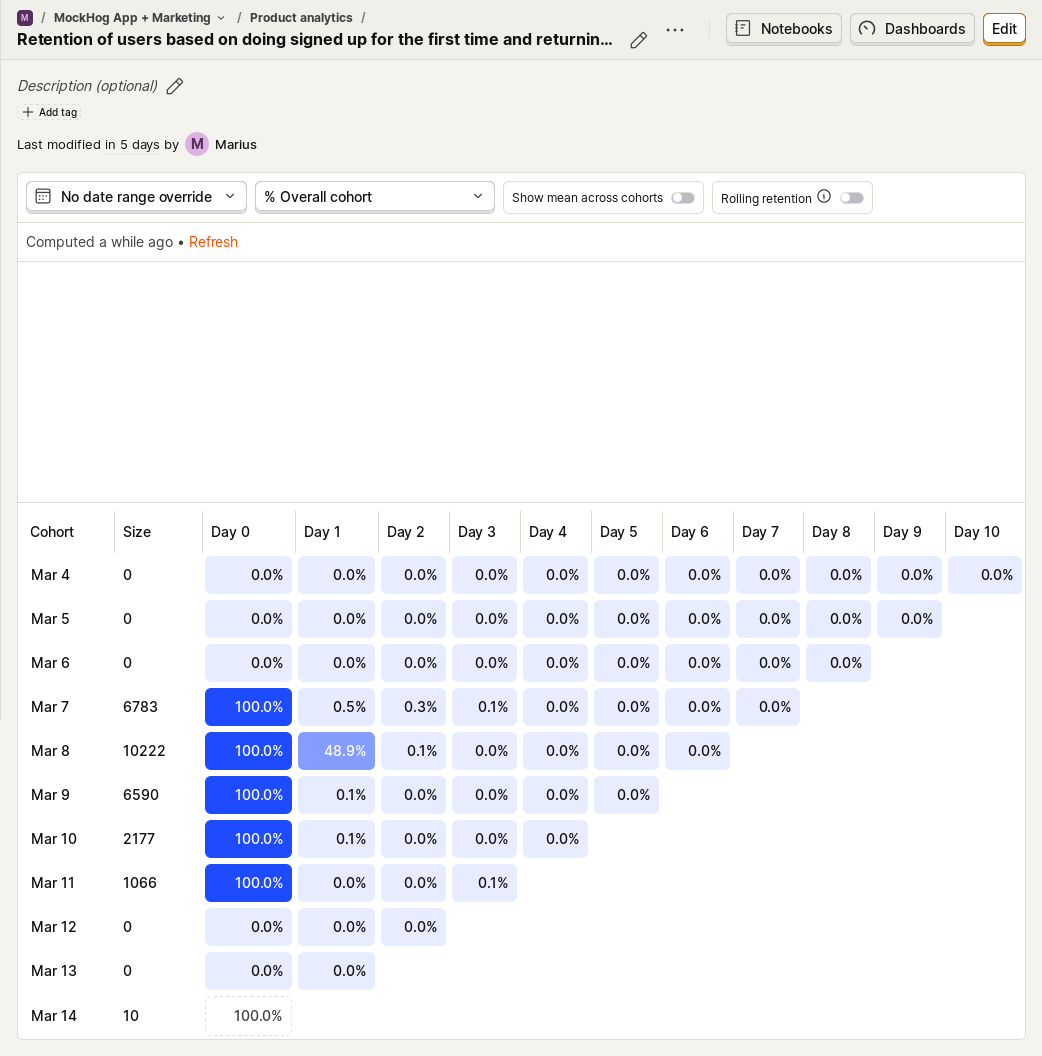 M / MockHog App + Marketing / Product analytics /
Retention of users based on doing signed up for the first time and returnin...
Notebooks Dashboards Edit
Description (optional)
Add tag
Last modified in 5 days by M Marius
No date range override % Overall cohort Show mean across cohorts Rolling retention
Computed a while ago • Refresh
Cohort Size Day 0 Day 1 Day 2 Day 3 Day 4 Day 5 Day 6 Day 7 Day 8 Day 9 Day 10
Mar 4 0 0.0% 0.0% 0.0% 0.0% 0.0% 0.0% 0.0% 0.0% 0.0% 0.0% 0.0%
Mar 5 0 0.0% 0.0% 0.0% 0.0% 0.0% 0.0% 0.0% 0.0% 0.0% 0.0%
Mar 6 0 0.0% 0.0% 0.0% 0.0% 0.0% 0.0% 0.0% 0.0% 0.0%
Mar 7 6783 100.0% 0.5% 0.3% 0.1% 0.0% 0.0% 0.0% 0.0%
Mar 8 10222 100.0% 48.9% 0.1% 0.0% 0.0% 0.0% 0.0%
Mar 9 6590 100.0% 0.1% 0.0% 0.0% 0.0% 0.0%
Mar 10 2177 100.0% 0.1% 0.0% 0.0% 0.0%
Mar 11 1066 100.0% 0.0% 0.0% 0.1%
Mar 12 0 0.0% 0.0% 0.0%
Mar 13 0 0.0% 0.0%
Mar 14 10 100.0%